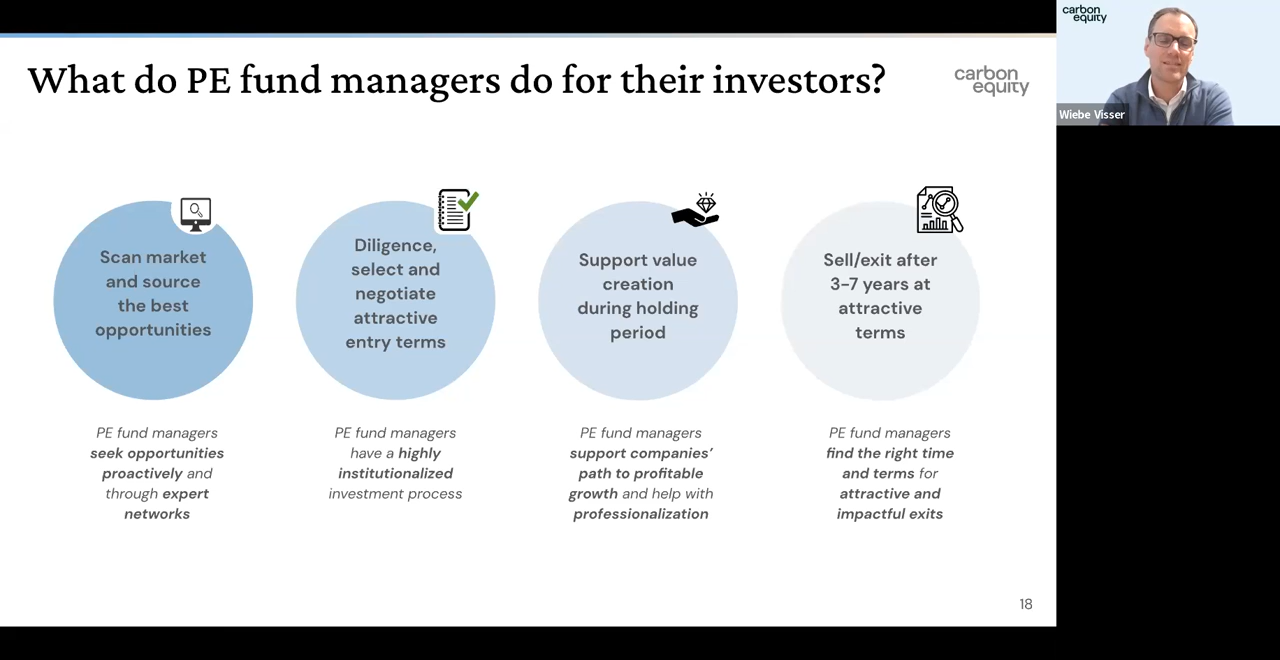 What do PE fund managers do for their investors?
carbon
equity
Scan market
and source
the best
opportunities
Diligence,
select and
negotiate
attractive
entry terms
Support value
creation
during holding
period
Sell/exit after
3-7 years at
attractive
terms
PE fund managers
seek opportunities
proactively and
through expert
networks
PE fund managers
have a highly
institutionalized
investment process
PE fund managers
support companies’
path to profitable
growth and help with
professionalization
PE fund managers
find the right time
and terms for
attractive and
impactful exits
18
carbon
equity
Wiebe Visser